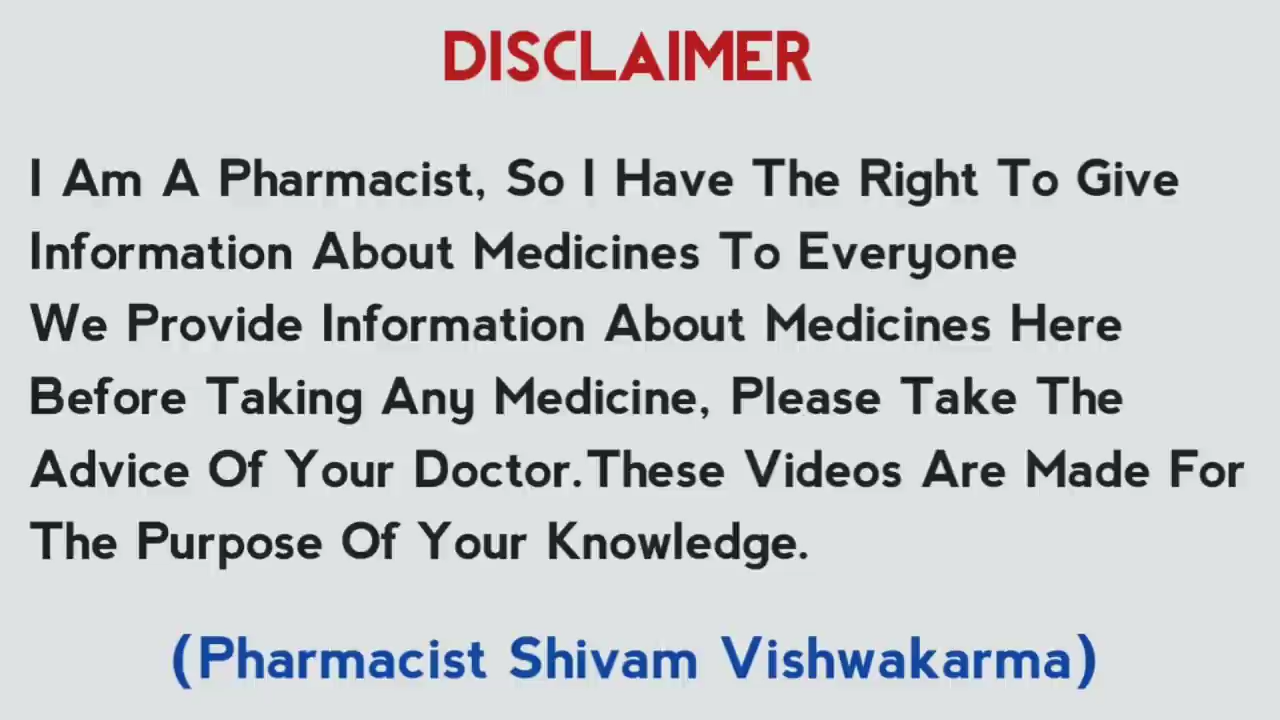 DISCLAIMER
I Am A Pharmacist, So I Have The Right To Give
Information About Medicines To Everyone
We Provide Information About Medicines Here
Before Taking Any Medicine, Please Take The
Advice Of Your Doctor.These Videos Are Made For
The Purpose Of Your Knowledge.
(Pharmacist Shivam Vishwakarma)